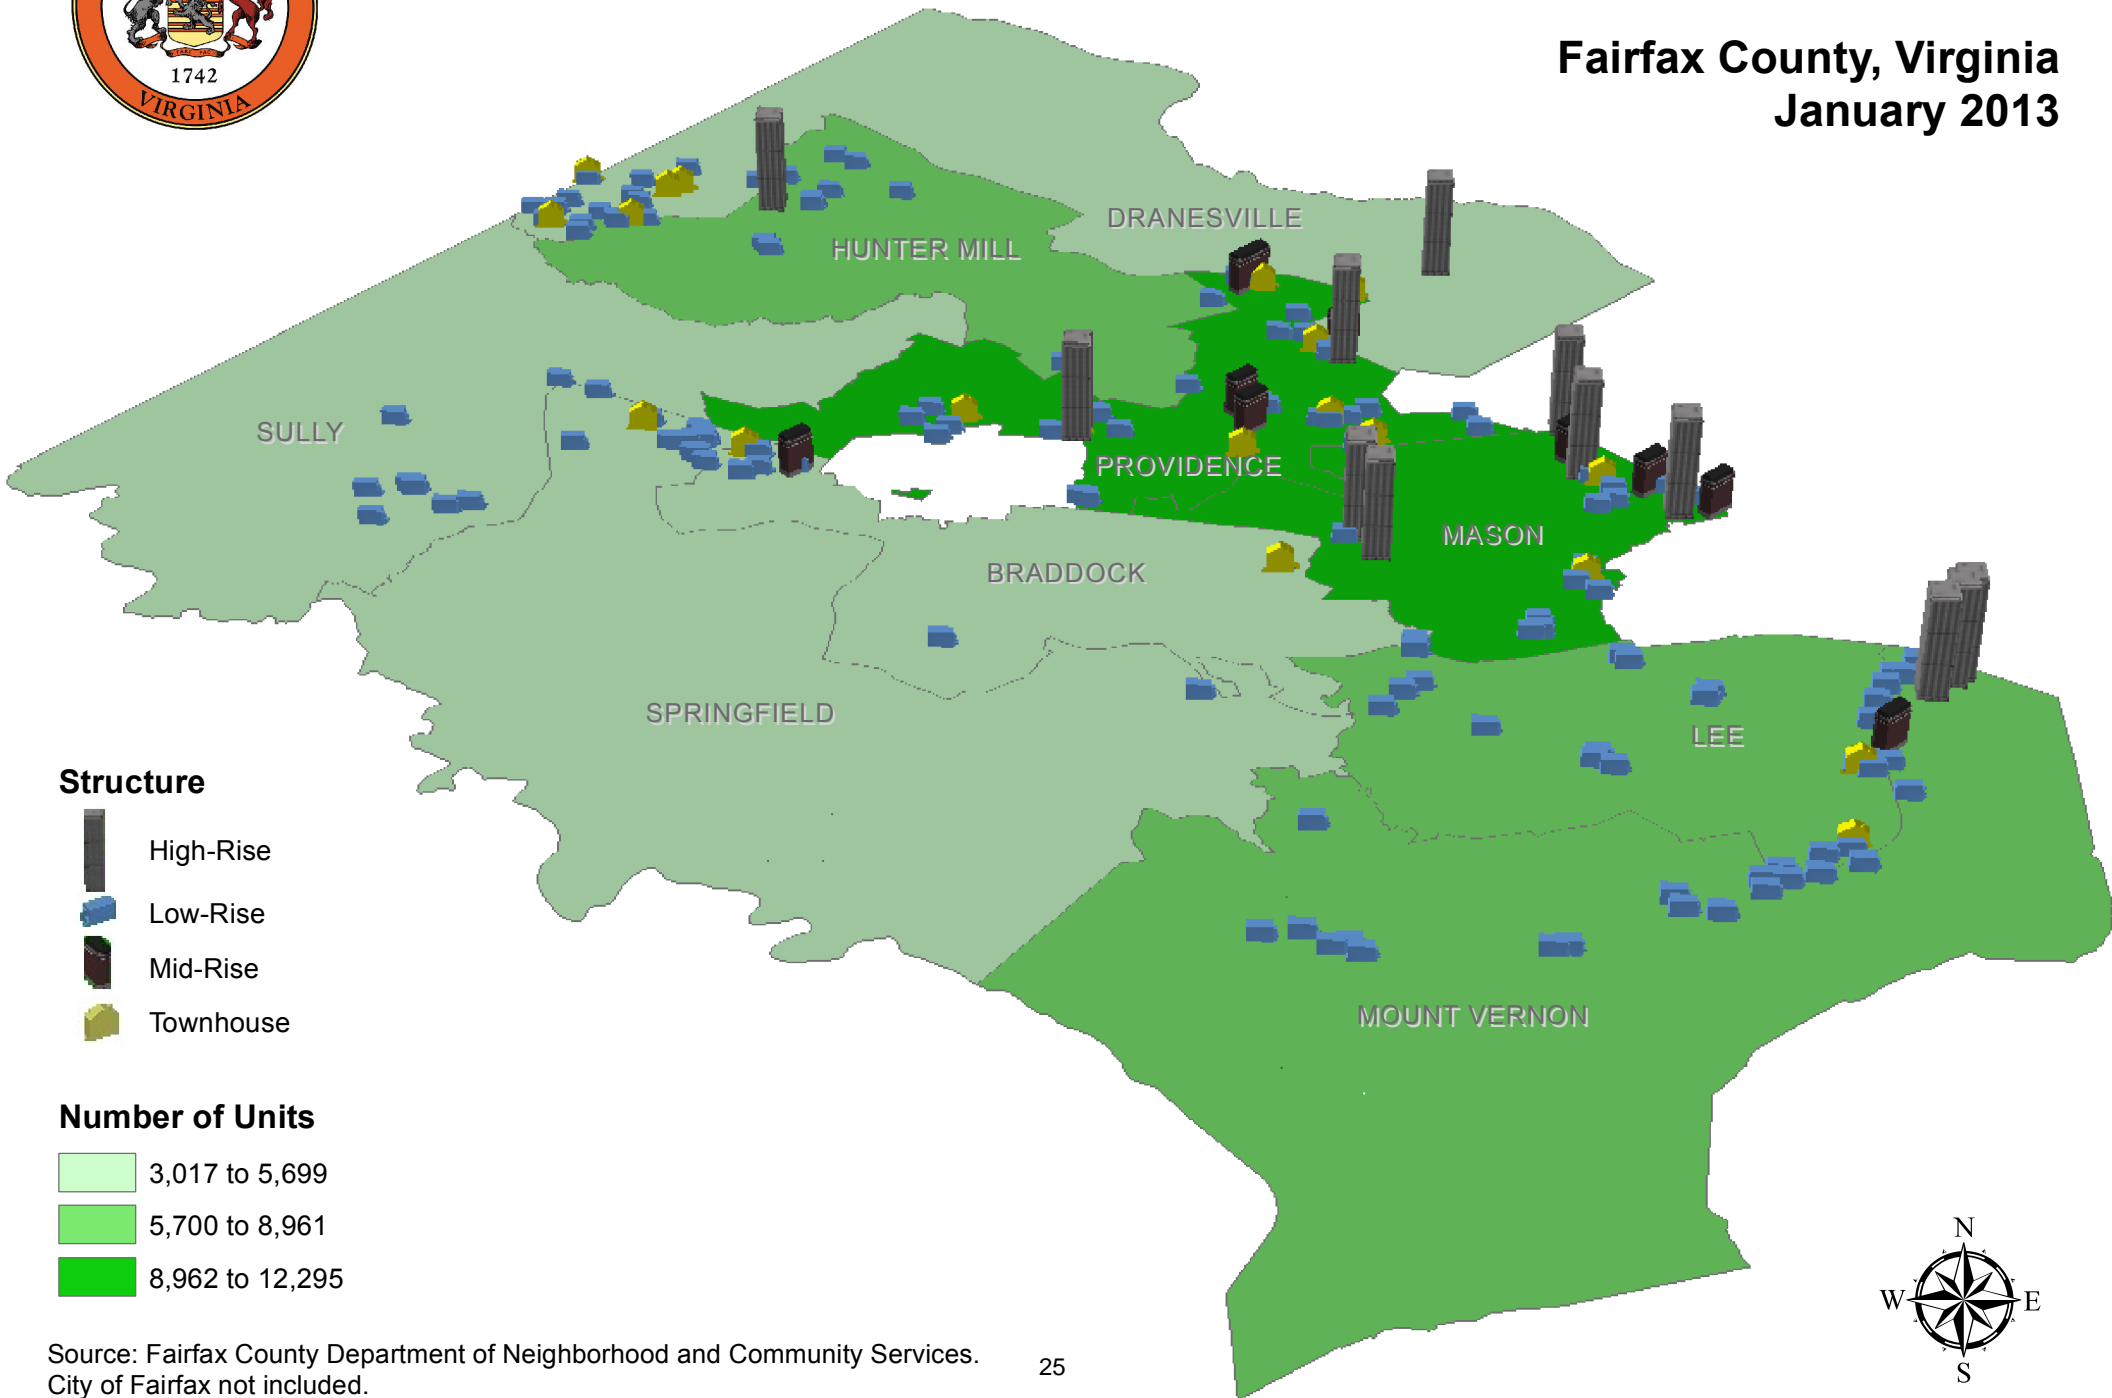 1742
VIRGINIA
Fairfax County, Virginia
January 2013
DRANESVILLE
HUNTER MILL
SULLY
PROVIDENCE
MASON
BRADDOCK
SPRINGFIELD
LEE
MOUNT VERNON
Structure
High-Rise
Low-Rise
Mid-Rise
Townhouse
Number of Units
3,017 to 5,699
5,700 to 8,961
8,962 to 12,295
N
W
E
S
Source: Fairfax County Department of Neighborhood and Community Services.
City of Fairfax not included.
25